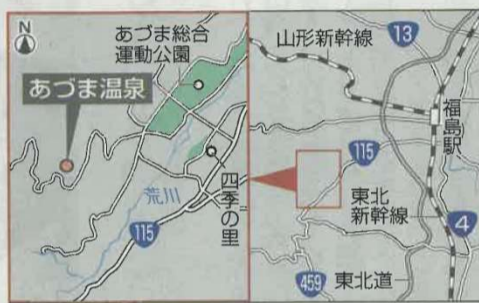 N
あづま総合
運動公園
あづま温泉
四季の里
荒川
115
山形新幹線
13
福島駅
115
東北
新幹線
4
459
東北道